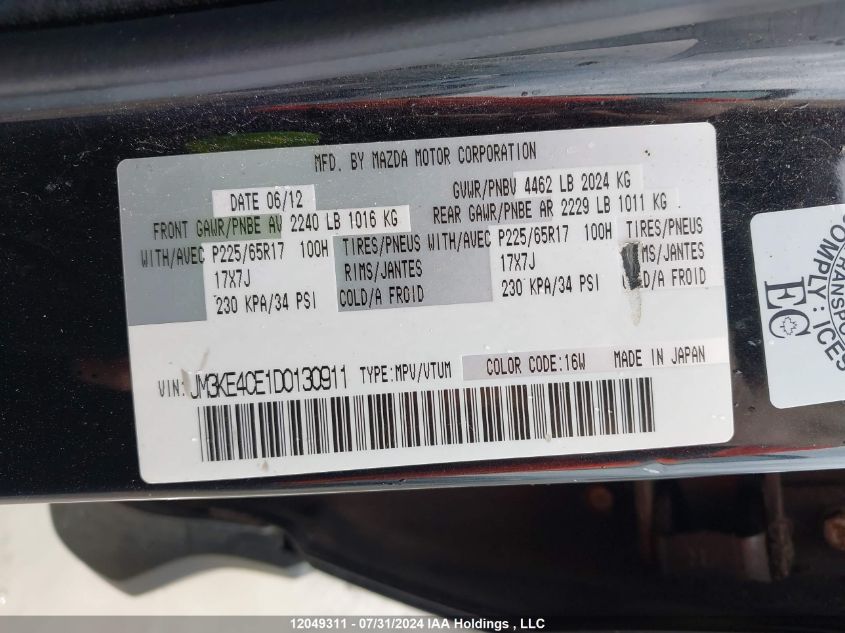 MFD. BY MAZDA MOTOR CORPORATION
DATE 06/12
GVWR/PNBV 4462 LB 2024 KG
FRONT GAWR/PNBE AV 2240 LB 1016 KG
REAR GAWR/PNBE AR 2229 LB 1011 KG
WITH/AVEC P225/65R17 100H TIRES/PNEUS WITH/AVEC P225/65R17 100H TIRES/PNEUS
17X7J RIMS/JANTES 17X7J MS/JANTES
230 KPA/34 PSI COLD/A FROID 230 KPA/34 PSI COLD/A FROID
VIN: JM3KE4CE1D0130911 TYPE:MPV/VTUM COLOR CODE:16W MADE IN JAPAN
TRANSPO
COMPLY : ICES
EC
12049311 - 07/31/2024 IAA Holdings , LLC